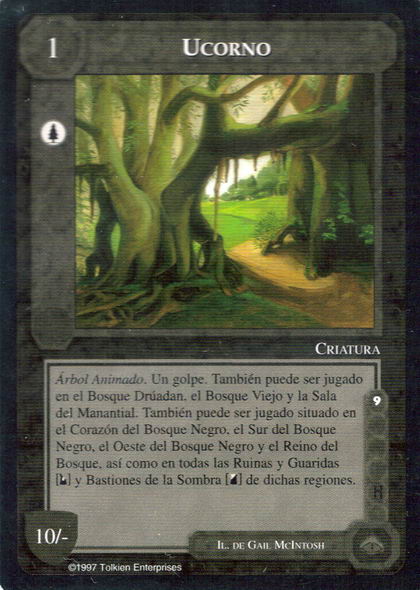 1
UCORNO
CRIATURA
Árbol Animado. Un golpe. También puede ser jugado
en el Bosque Drúadan, el Bosque Viejo y la Sala
del Manantial. También puede ser jugado situado en
el Corazón del Bosque Negro, el Sur del Bosque
Negro, el Oeste del Bosque Negro y el Reino del
Bosque, así como en todas las Ruinas y Guaridas
[] y Bastiones de la Sombra [] de dichas regiones.
9
10/-
IL. DE GAIL MCINTOSH
©1997 Tolkien Enterprises